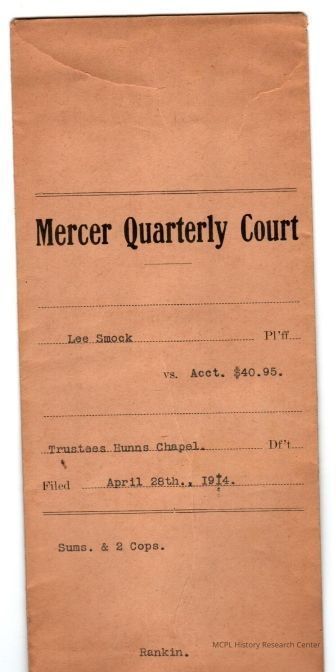 Mercer Quarterly Court
Lee Smock Pl'ff
vs. Acct. $40.95.
Trustees Hunns Chapel. Df't
Filed April 28th., 1914.
Sums. & 2 Cops.
MCPL History Research Center
Rankin.